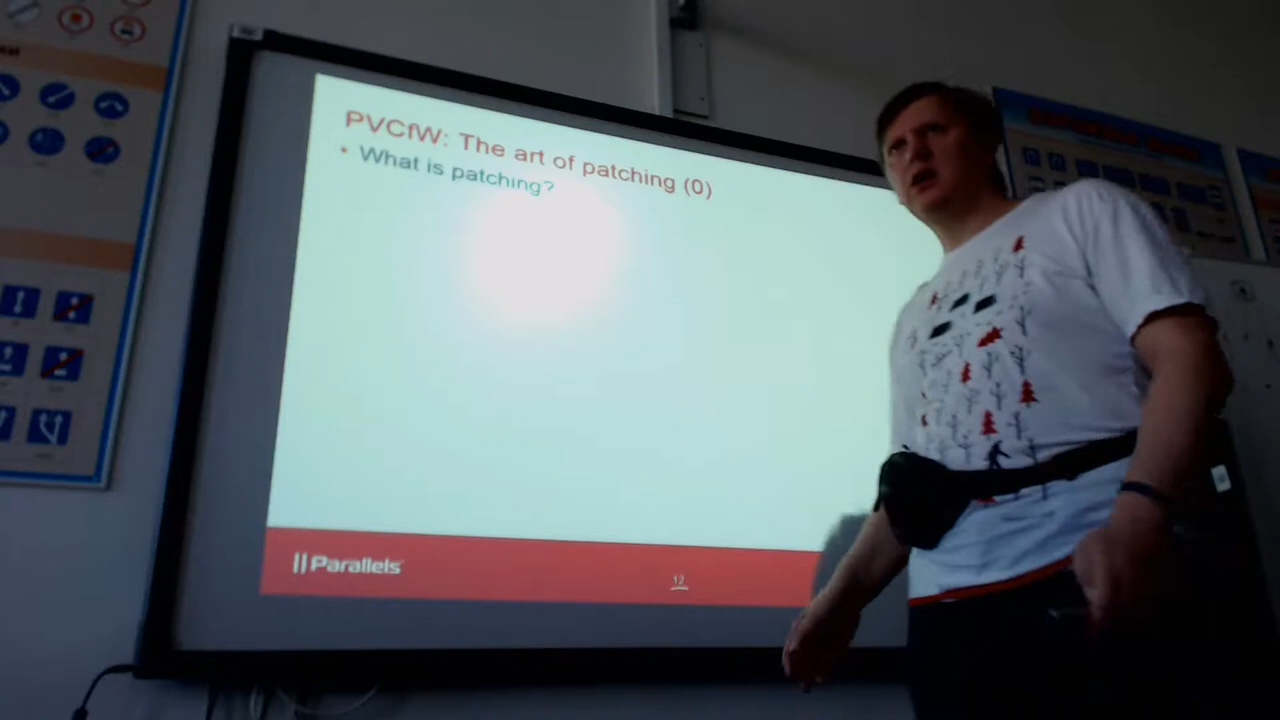 PVCfW: The art of patching (0)
• What is patching?
Parallels
12